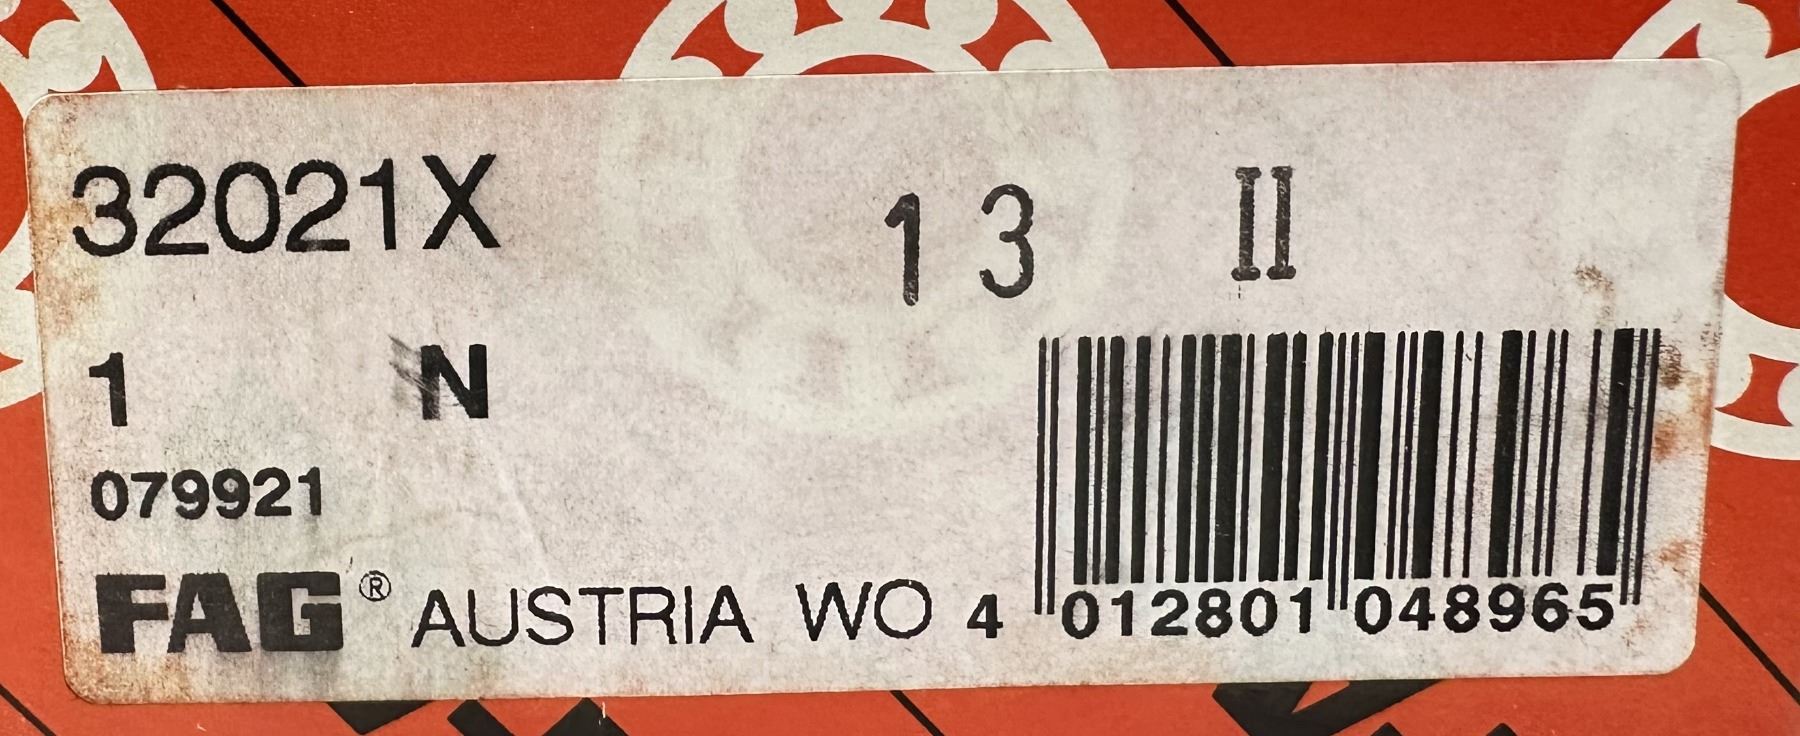 32021X 13 II
1 N
079921
FAG® AUSTRIA WO 4 012801 048965